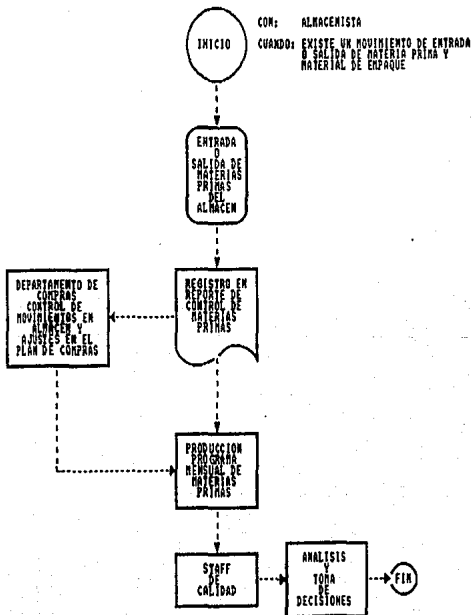 CON: ALMACENISTA
INICIO
CUANDO: EXISTE UN MOVIMIENTO DE ENTRADA
O SALIDA DE MATERIA PRIMA Y
MATERIAL DE EMPAQUE
ENTRADA
O
SALIDA DE
MATERIAS
PRIMAS
DEL
ALMACEN
REGISTRO EN
REPORTE DE
CONTROL DE
MATERIAS
PRIMAS
DEPARTAMENTO DE
COMPRAS
CONTROL DE
MOVIMIENTOS EN
ALMACEN Y
AJUSTES EN EL
PLAN DE COMPRAS
PRODUCCION
PROGRAMA
MENSUAL DE
MATERIAS
PRIMAS
STAFF
DE
CALIDAD
ANALISIS
Y
TOMA
DE
DECISIONES
FIN